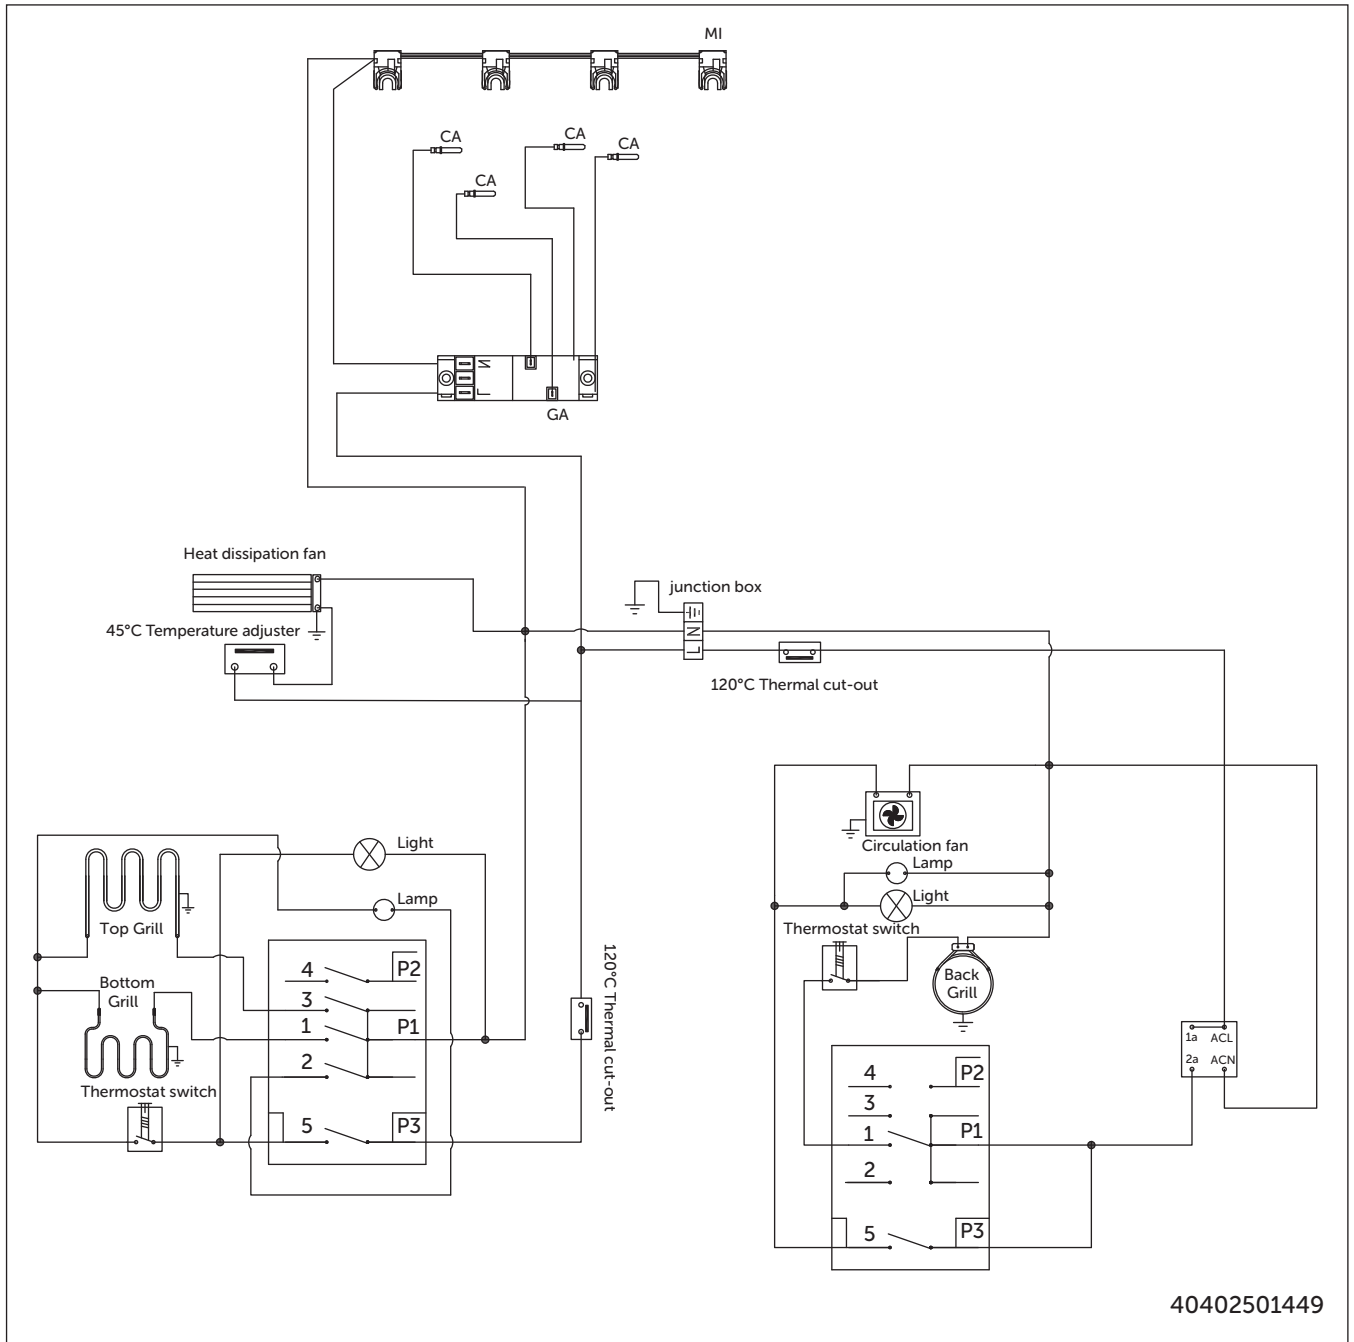 MI
CA
CA
CA
CA
N
L
GA
Heat dissipation fan
junction box
45°C Temperature adjuster
N
L
120°C Thermal cut-out
Circulation fan
Light
Lamp
Lamp
Light
Top Grill
Thermostat switch
120°C Thermal cut-out
4
P2
Bottom
Grill
3
1
P1
2
Back
Grill
1a
ACL
2a
ACN
Thermostat switch
5
P3
4
P2
3
1
P1
2
5
P3
40402501449